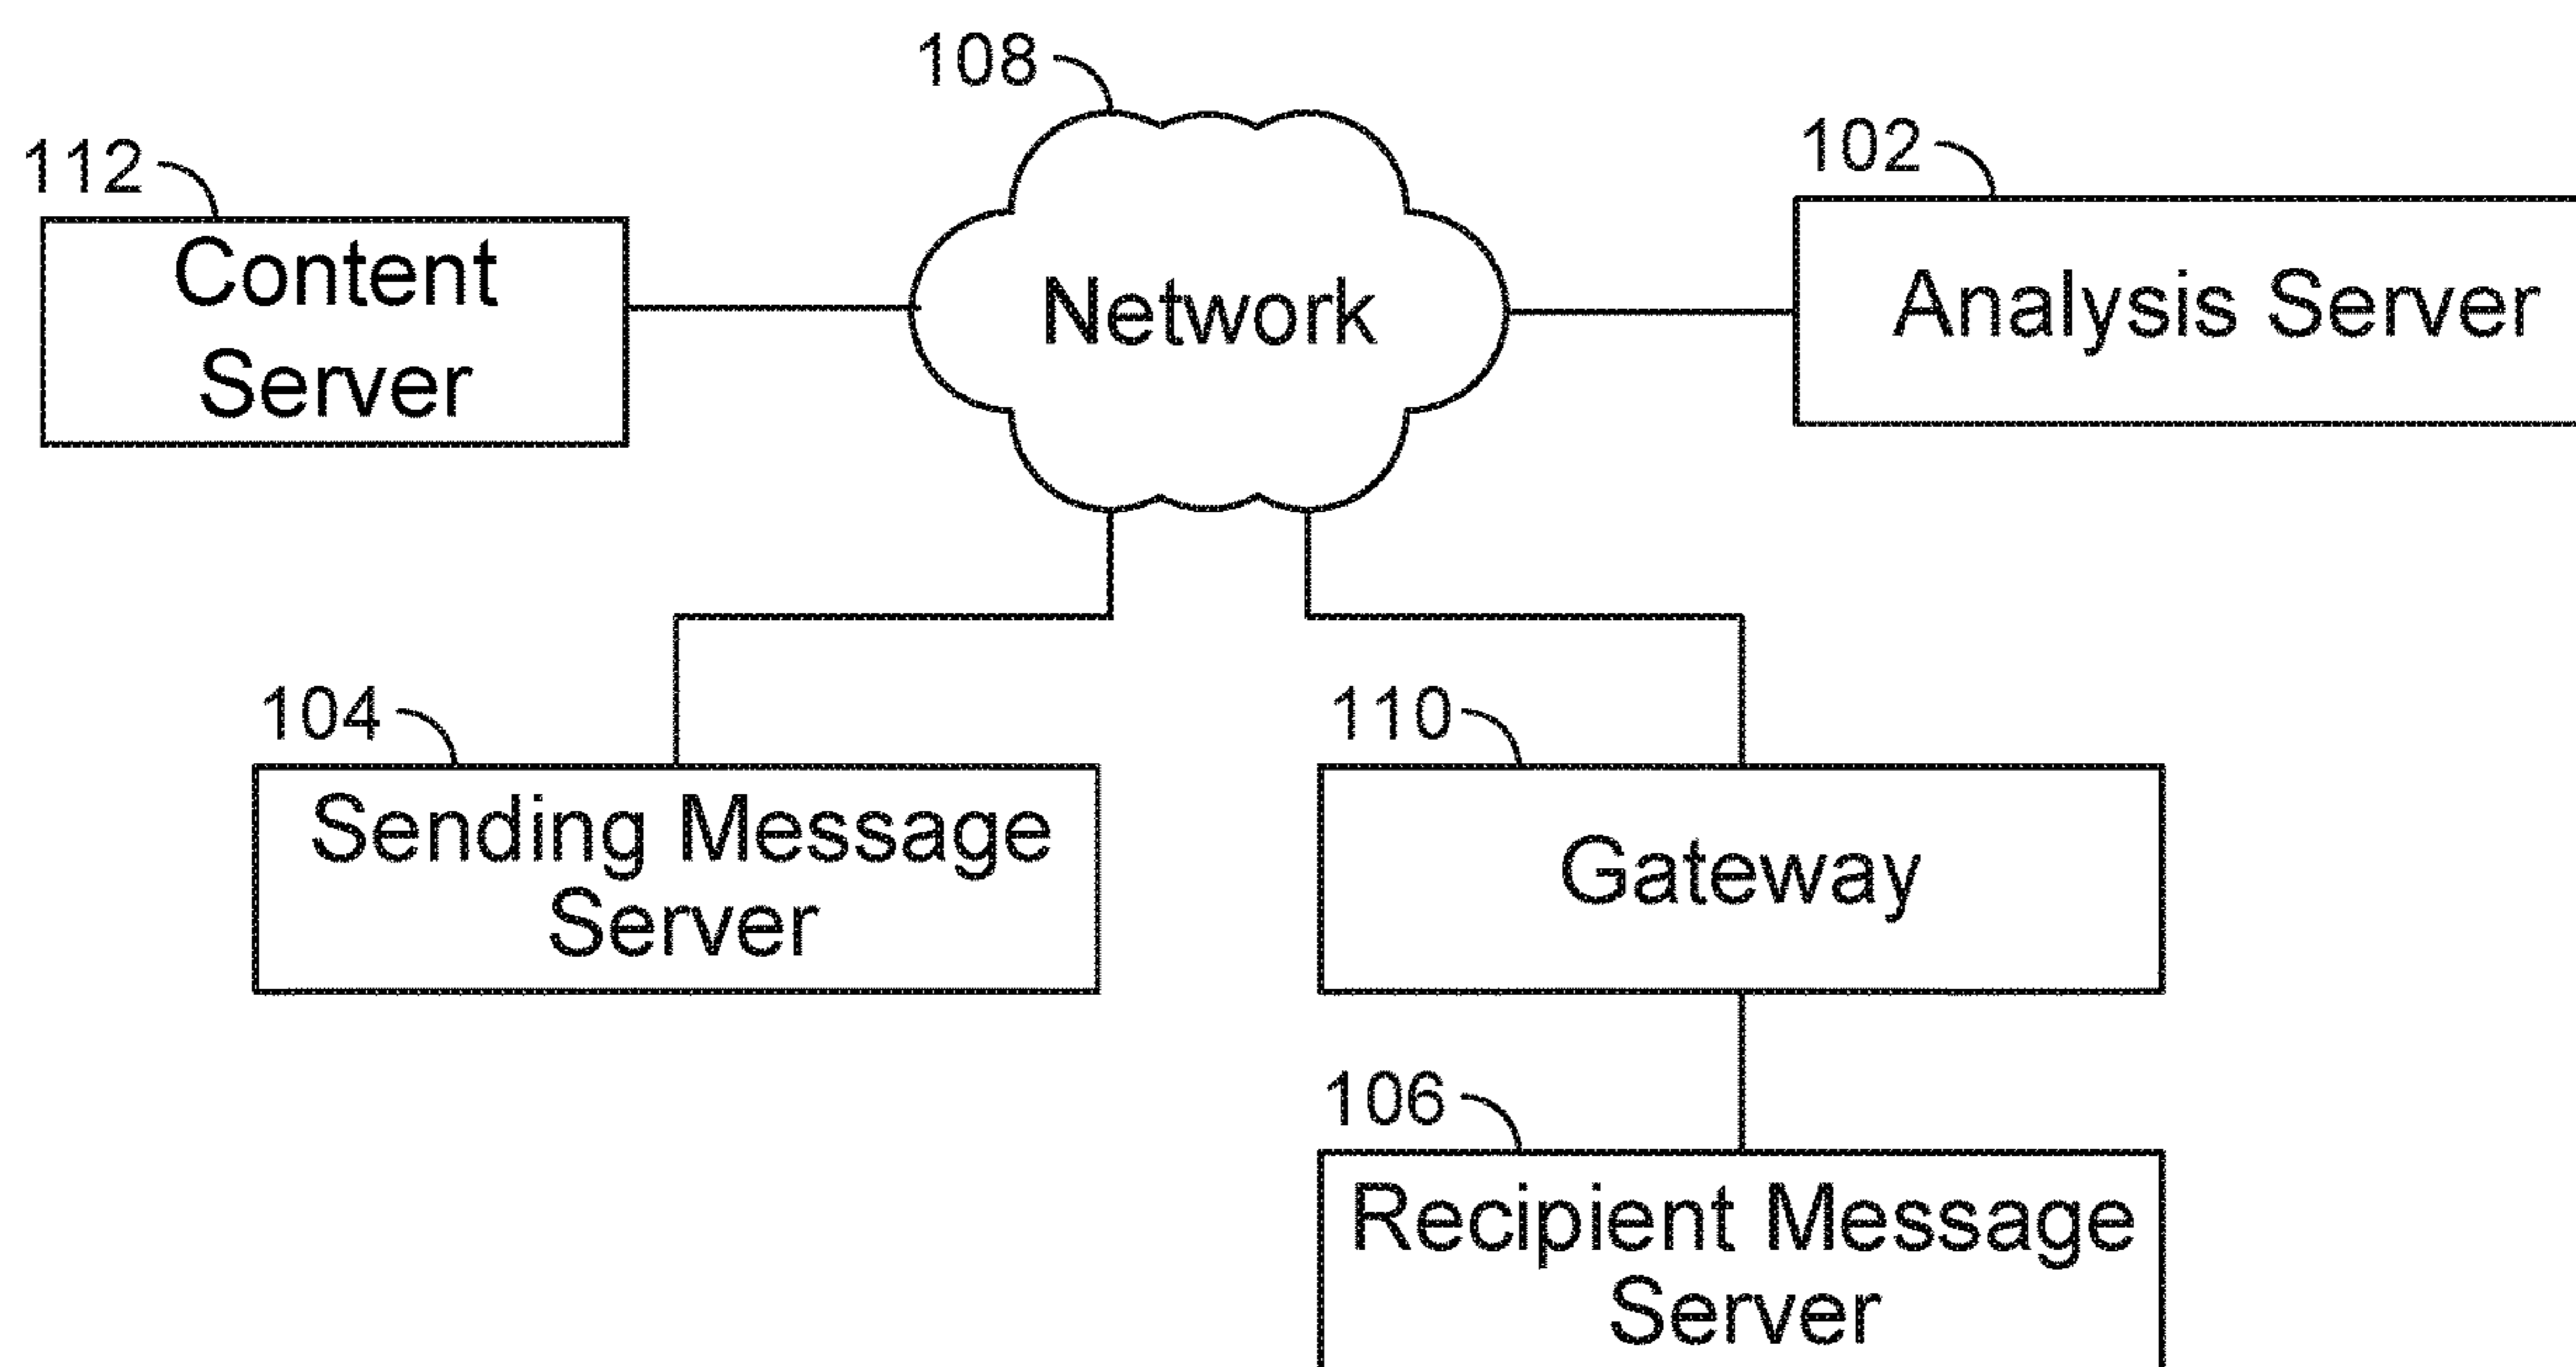 108
112
102
Content
Server
Network
Analysis Server
104
110
Sending Message
Server
Gateway
106
Recipient Message
Server